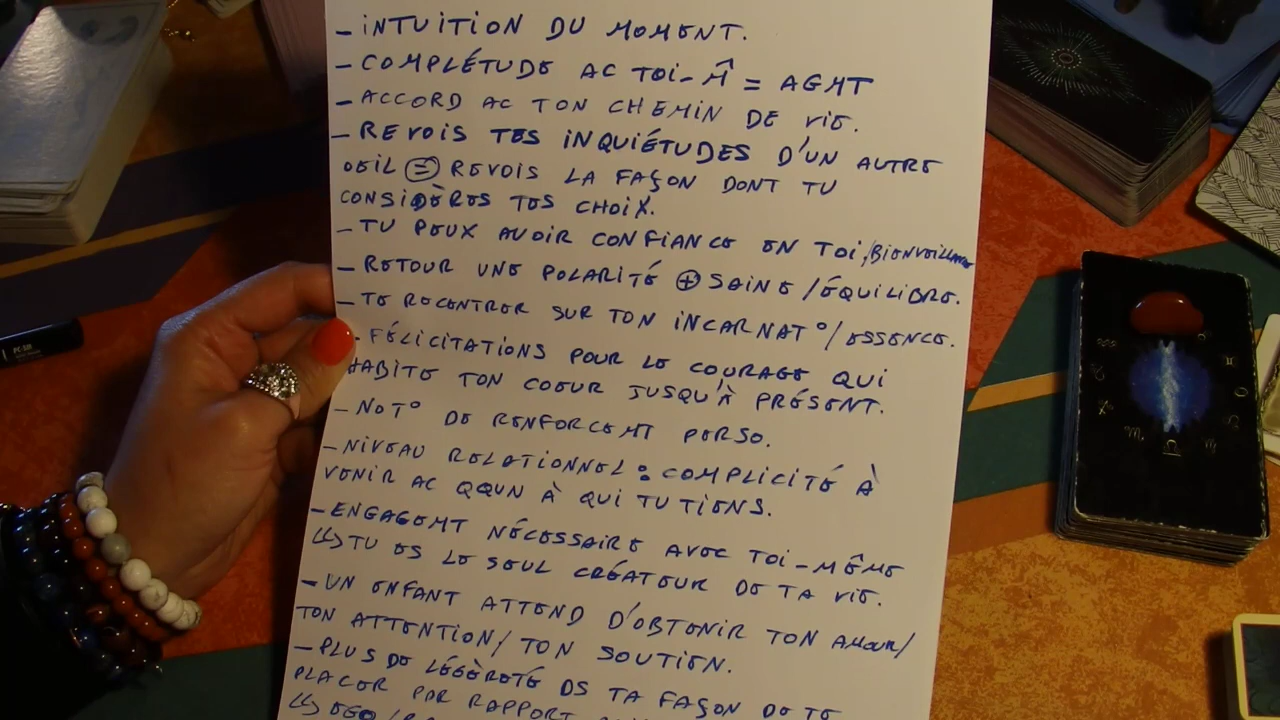 - INTUITION DU MOMENT.
- COMPLÉTUDE AC TOI-M̂ = AGMT
- ACCORD AC TON CHEMIN DE VIE.
- REVOIS TES INQUIÉTUDES D'UN AUTRE
OEIL = REVOIS LA FAÇON DONT TU
CONSIDÈRES TES CHOIX.
- TU PEUX AVOIR CONFIANCE EN TOI, BIENVEILLANCE
- RETOUR UNE POLARITÉ ⊕ SAINE / ÉQUILIBRE.
- TE RECENTRER SUR TON INCARNAT° / ESSENCE.
- FÉLICITATIONS POUR LE COURAGE QUI
HABITE TON COEUR JUSQU'À PRÉSENT.
- NOT° DE RENFORCEMT PERSO.
- NIVEAU RELATIONNEL : COMPLICITÉ À
VENIR AC QQUN À QUI TU TIENS.
- ENGAGEMT NÉCESSAIRE AVEC TOI-MÊME
↳ TU ES LE SEUL CRÉATEUR DE TA VIE.
- UN ENFANT ATTEND D'OBTENIR TON AMOUR /
TON ATTENTION / TON SOUTIEN.
- PLUS DE LÉGÈRETÉ DS TA FAÇON DE TE
PLACER PAR RAPPORT
↳ EGO /